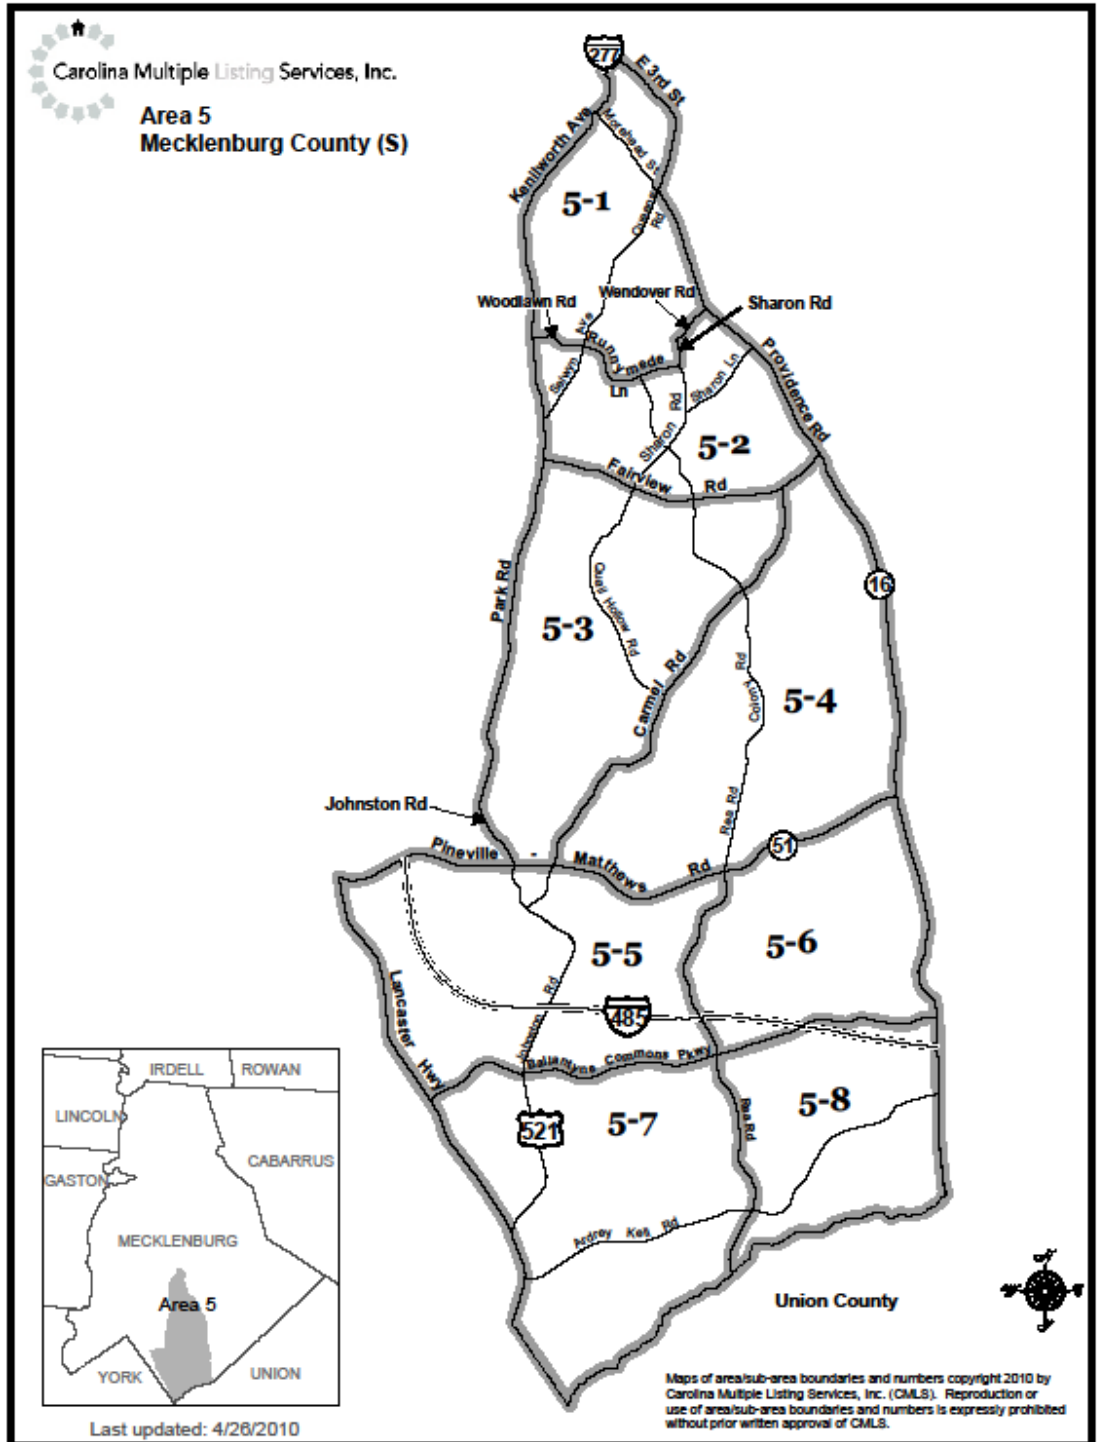 Carolina Multiple Listing Services, Inc.
Area 5
Mecklenburg County (S)
277
E 3rd St
Kenilworth Ave
Morehead St
5-1
Queens
Rd
Woodlawn Rd
Wendover Rd
Sharon Rd
Ave
Selwyn
Runnymede
Ln
Sharon Ln
Providence Rd
Sharon
Rd
5-2
Fairview
Rd
16
Park Rd
Quail Hollow Rd
5-3
Carmel Rd
Colony
Rd
5-4
Rea Rd
Johnston Rd
Pineville
-
Matthews
Rd
51
5-5
5-6
Lancaster
Hwy
Johnston
Rd
485
Ballantyne Commons Pkwy
5-7
5-8
Rea Rd
521
Ardrey Kell Rd
Union County
IRDELL
ROWAN
LINCOLN
CABARRUS
GASTON
MECKLENBURG
Area 5
YORK
UNION
Last updated: 4/26/2010
Maps of area/sub-area boundaries and numbers copyright 2010 by
Carolina Multiple Listing Services, Inc. (CMLS). Reproduction or
use of area/sub-area boundaries and numbers is expressly prohibited
without prior written approval of CMLS.